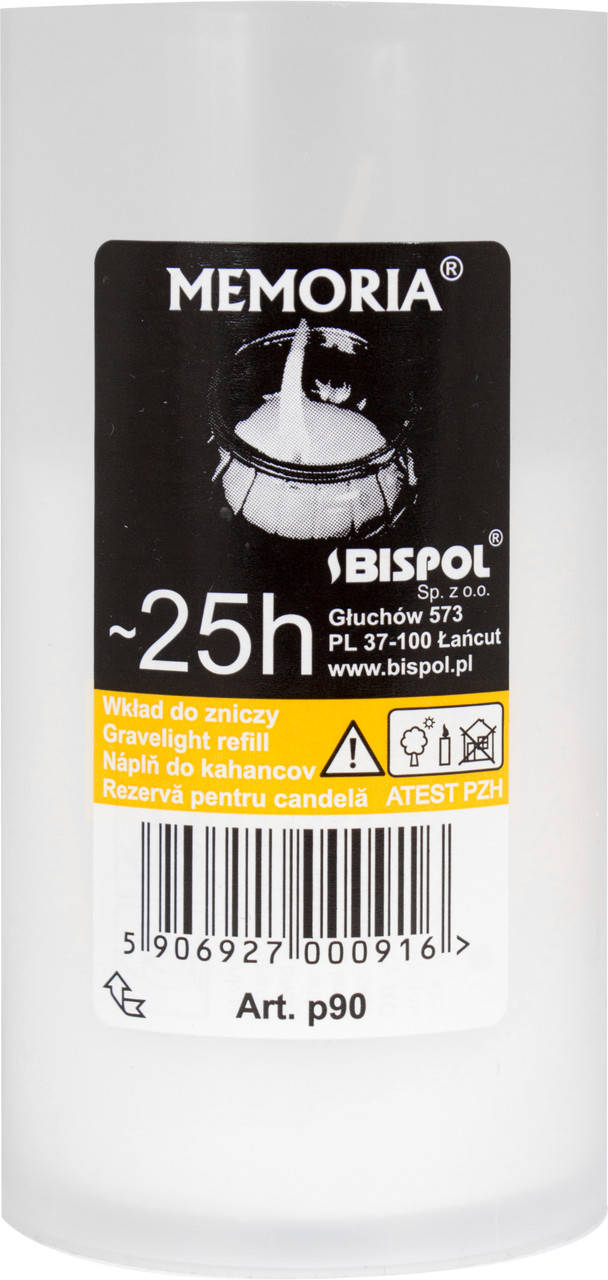 MEMORIA®
BISPOL®
Sp. z o.o.
~25h
Głuchów 573
PL 37-100 Łańcut
www.bispol.pl
Wkład do zniczy
Gravelight refill
Náplň do kahancov
Rezervă pentru candelă
ATEST PZH
5 906927 000916 >
Art. p90